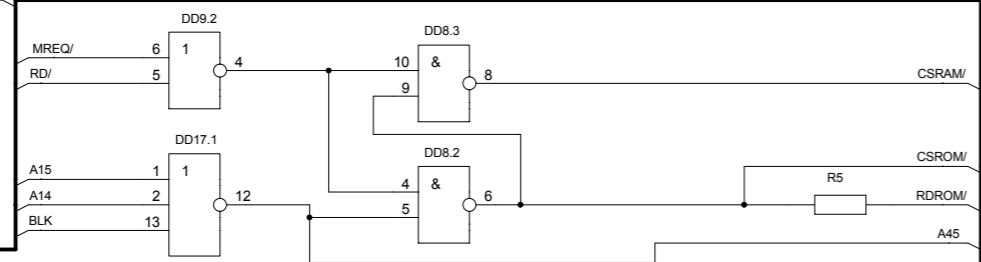 DD9.2
MREQ/ 6 1
RD/ 5 4
DD8.3
10 &
9 8 CSRAM/
DD17.1
A15 1 1
A14 2 12
BLK 13
DD8.2
4 &
5 6
CSROM/
R5
RDROM/
A45